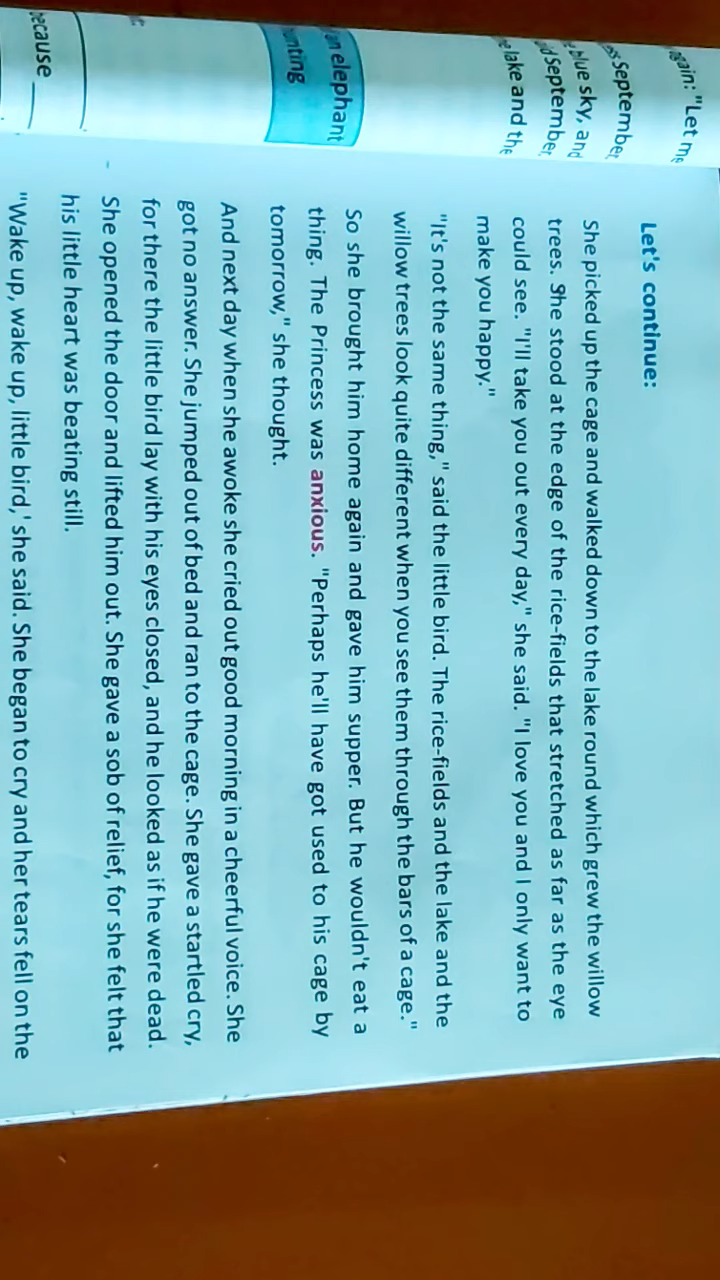 again: "Let me
September
blue sky, and
September
lake and the
an elephant
because
Let's continue:
She picked up the cage and walked down to the lake round which grew the willow
trees. She stood at the edge of the rice-fields that stretched as far as the eye
could see. "I'll take you out every day," she said. "I love you and I only want to
make you happy."
"It's not the same thing," said the little bird. The rice-fields and the lake and the
willow trees look quite different when you see them through the bars of a cage."
So she brought him home again and gave him supper. But he wouldn't eat a
thing. The Princess was anxious. "Perhaps he'll have got used to his cage by
tomorrow," she thought.
And next day when she awoke she cried out good morning in a cheerful voice. She
got no answer. She jumped out of bed and ran to the cage. She gave a startled cry,
for there the little bird lay with his eyes closed, and he looked as if he were dead.
She opened the door and lifted him out. She gave a sob of relief, for she felt that
his little heart was beating still.
"Wake up, wake up, little bird,' she said. She began to cry and her tears fell on the